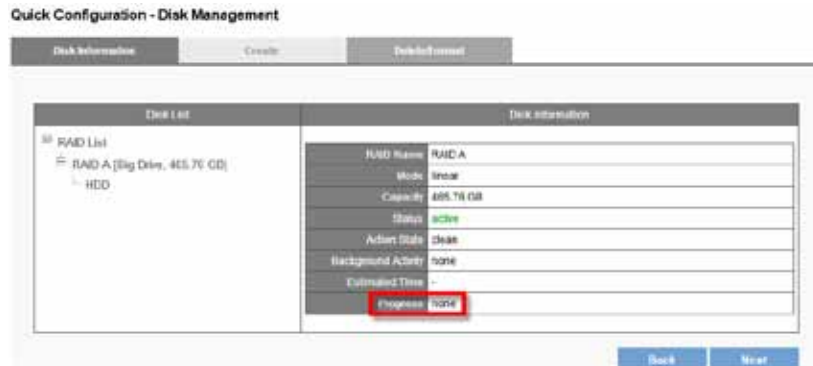 Quick Configuration - Disk Management
Disk Information Create Delete/Format
Disk List
Disk Information
RAID List
RAID A [Big Drive, 465.76 GB]
HDD
RAID Name RAID A
Mode linear
Capacity 465.76 GB
Status active
Action State clean
Background Activity none
Estimated Time -
Progress none
Back Next